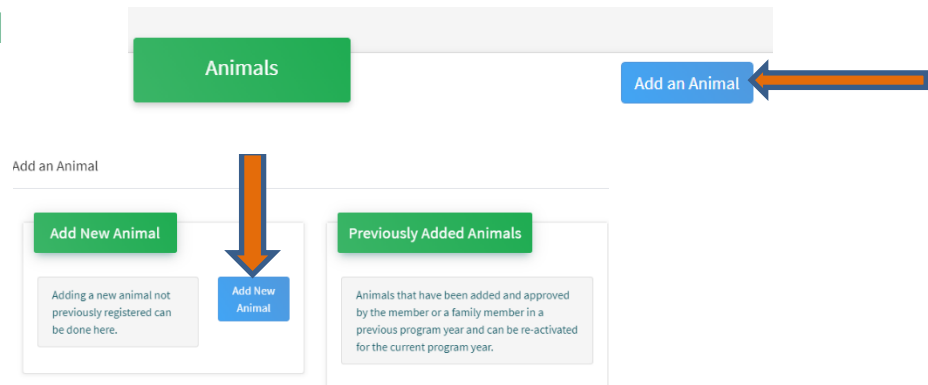 Animals
Add an Animal
Add an Animal
Add New Animal
Adding a new animal not
previously registered can
be done here.
Add New
Animal
Previously Added Animals
Animals that have been added and approved
by the member or a family member in a
previous program year and can be re-activated
for the current program year.